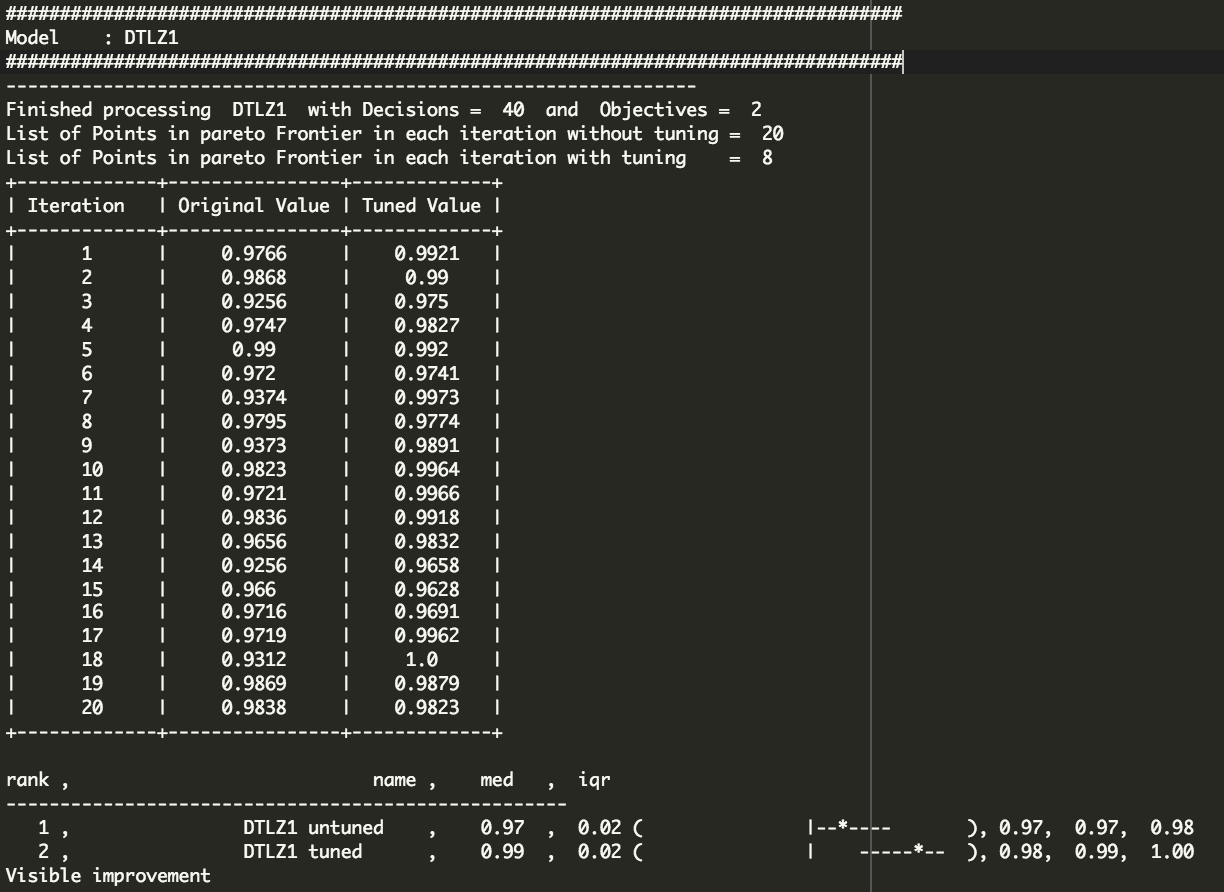 ###################################################################################
Model    : DTLZ1
###################################################################################
----------------------------------------------------------------
Finished processing  DTLZ1  with Decisions =  40  and  Objectives =  2
List of Points in pareto Frontier in each iteration without tuning =  20
List of Points in pareto Frontier in each iteration with tuning    =  8
+-------------+----------------+-------------+
| Iteration   | Original Value | Tuned Value |
+-------------+----------------+-------------+
|      1      |     0.9766     |    0.9921   |
|      2      |     0.9868     |     0.99    |
|      3      |     0.9256     |    0.975    |
|      4      |     0.9747     |    0.9827   |
|      5      |      0.99      |    0.992    |
|      6      |     0.972      |    0.9741   |
|      7      |     0.9374     |    0.9973   |
|      8      |     0.9795     |    0.9774   |
|      9      |     0.9373     |    0.9891   |
|      10     |     0.9823     |    0.9964   |
|      11     |     0.9721     |    0.9966   |
|      12     |     0.9836     |    0.9918   |
|      13     |     0.9656     |    0.9832   |
|      14     |     0.9256     |    0.9658   |
|      15     |     0.966      |    0.9628   |
|      16     |     0.9716     |    0.9691   |
|      17     |     0.9719     |    0.9962   |
|      18     |     0.9312     |     1.0     |
|      19     |     0.9869     |    0.9879   |
|      20     |     0.9838     |    0.9823   |
+-------------+----------------+-------------+
rank ,                            name ,    med   ,  iqr
----------------------------------------------------
   1 ,                DTLZ1 untuned    ,    0.97  ,  0.02 (               |--*----       ), 0.97,  0.97,  0.98
   2 ,                DTLZ1 tuned      ,    0.99  ,  0.02 (               |    -----*--  ), 0.98,  0.99,  1.00
Visible improvement